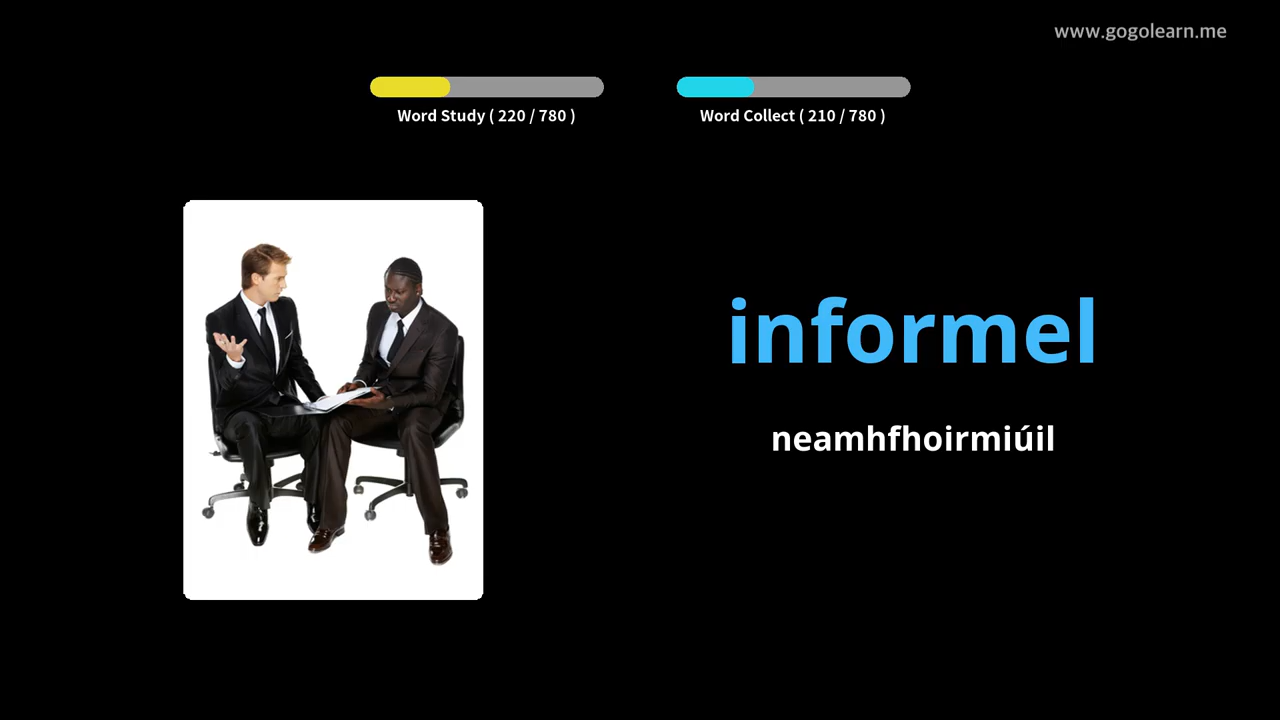 www.gogolearn.me
Word Study ( 220 / 780 )
Word Collect ( 210 / 780 )
informel
neamhfhoirmiúil